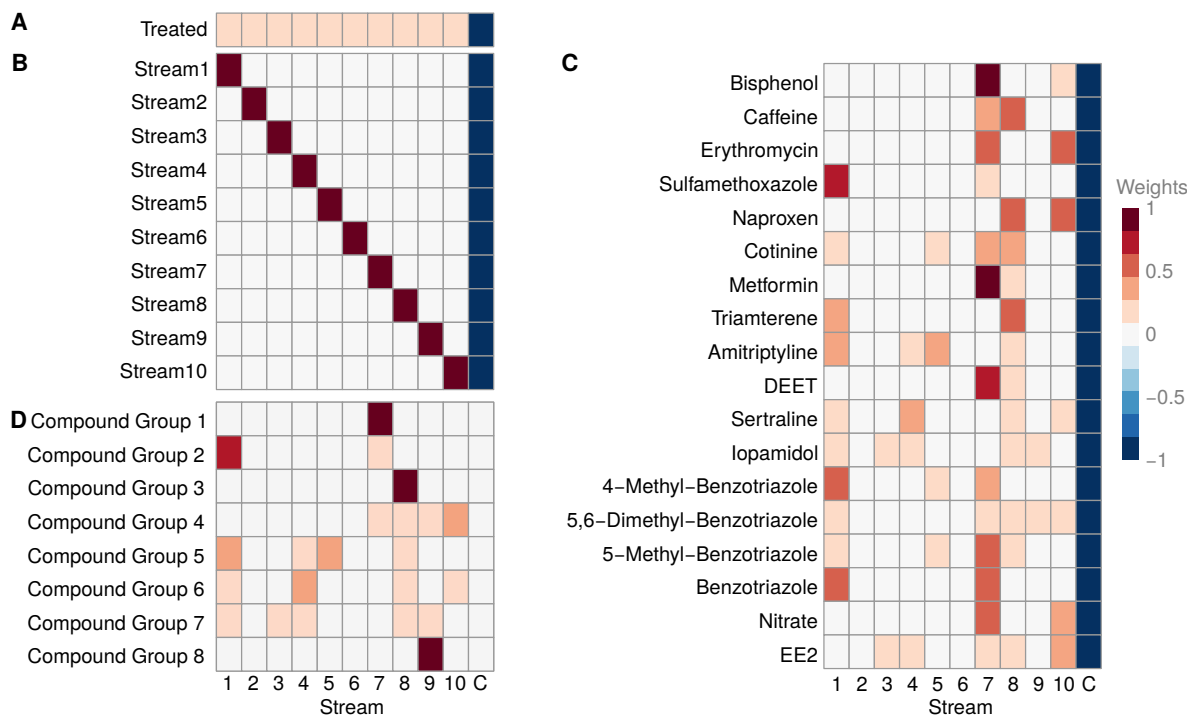 A
Treated
B
Stream1
Stream2
Stream3
Stream4
Stream5
Stream6
Stream7
Stream8
Stream9
Stream10
D Compound Group 1
Compound Group 2
Compound Group 3
Compound Group 4
Compound Group 5
Compound Group 6
Compound Group 7
Compound Group 8
1 2 3 4 5 6 7 8 9 10 C
Stream
C
Bisphenol
Caffeine
Erythromycin
Sulfamethoxazole
Naproxen
Cotinine
Metformin
Triamterene
Amitriptyline
DEET
Sertraline
Iopamidol
4−Methyl−Benzotriazole
5,6−Dimethyl−Benzotriazole
5−Methyl−Benzotriazole
Benzotriazole
Nitrate
EE2
1 2 3 4 5 6 7 8 9 10 C
Stream
Weights
1
0.5
0
−0.5
−1